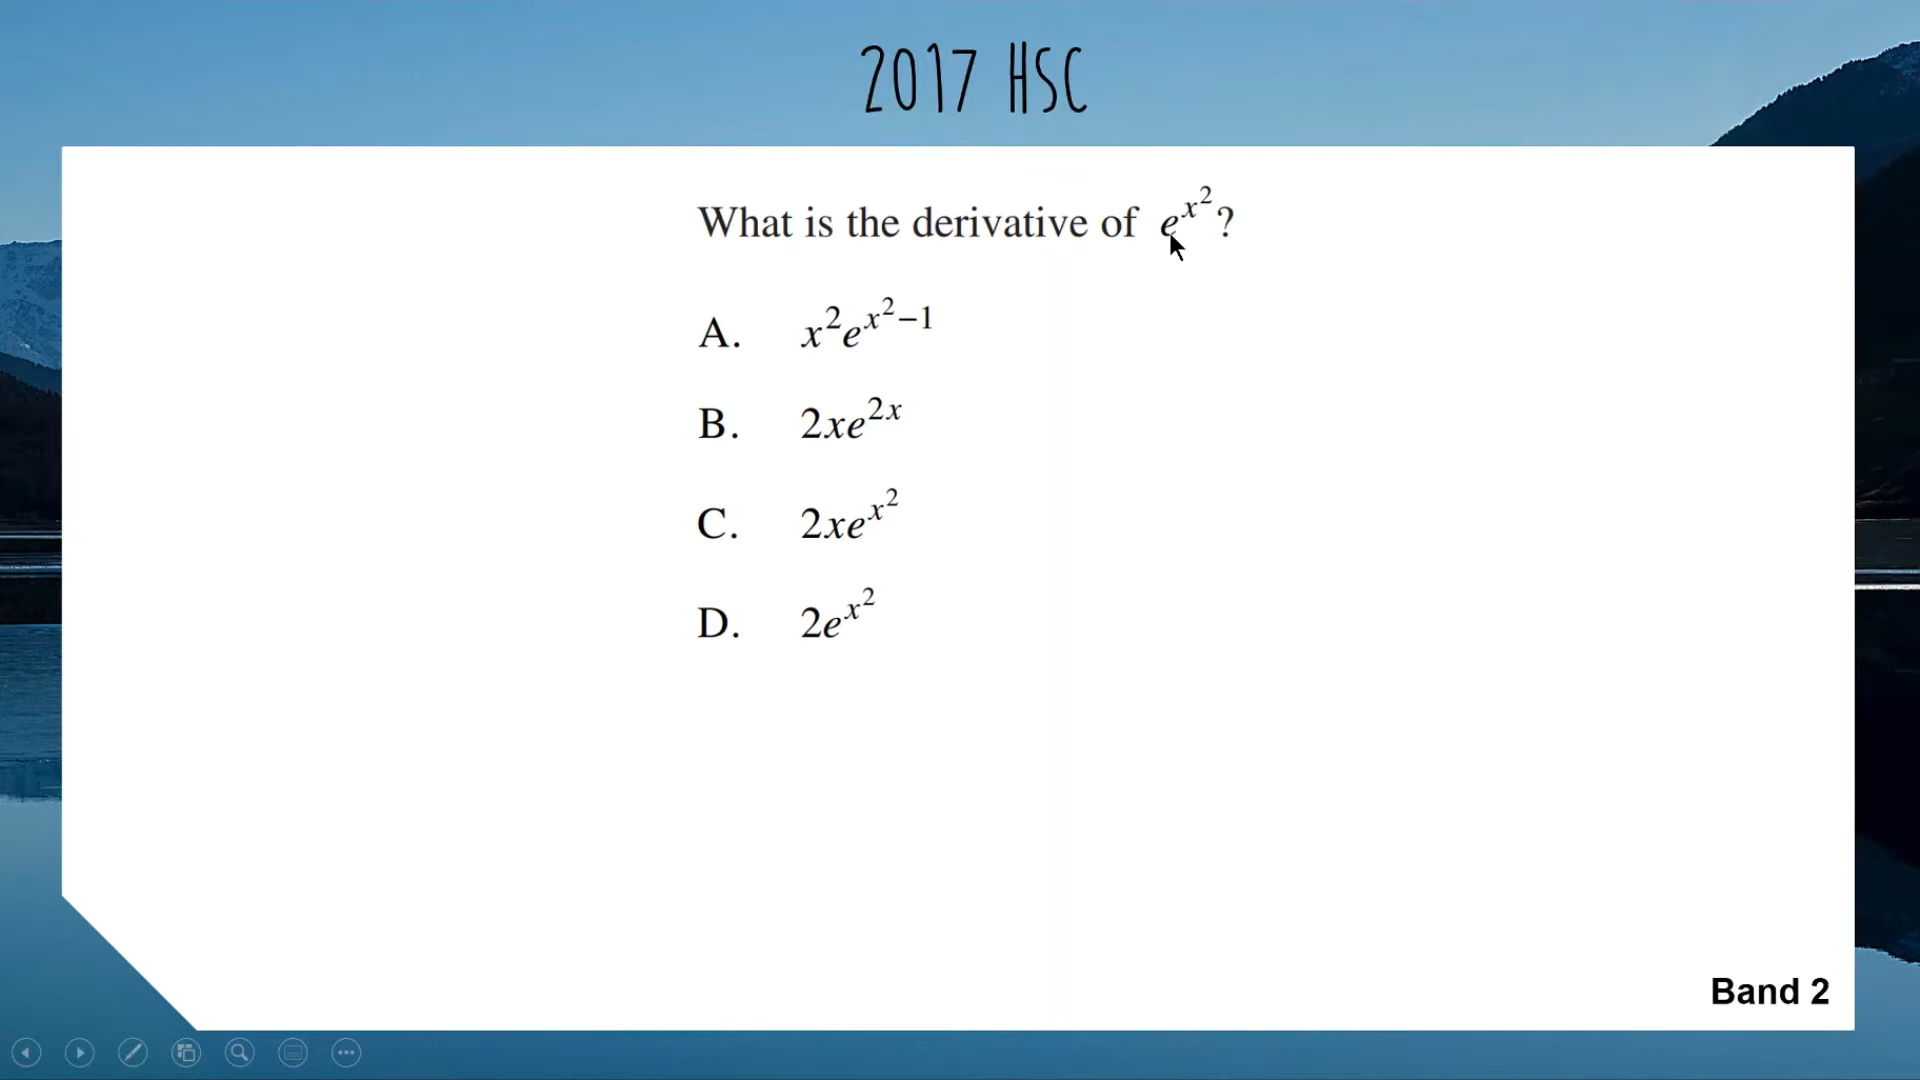 2017 HSC
What is the derivative of $e^{x^2}$?
A. $x^2e^{x^2-1}$
B. $2xe^{2x}$
C. $2xe^{x^2}$
D. $2e^{x^2}$
Band 2